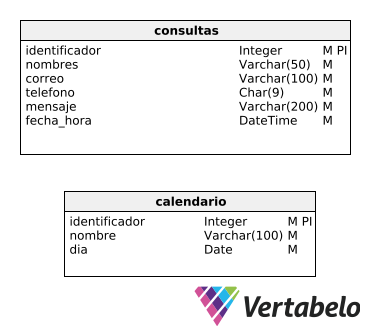 consultas
identificador Integer M PI
nombres Varchar(50) M
correo Varchar(100) M
telefono Char(9) M
mensaje Varchar(200) M
fecha_hora DateTime M
calendario
identificador Integer M PI
nombre Varchar(100) M
dia Date M
Vertabelo